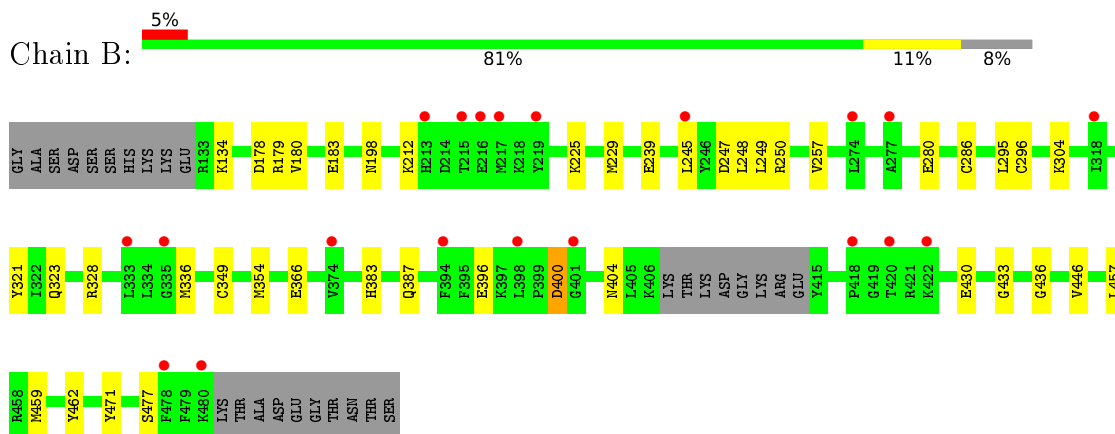 5%
Chain B:
81% 11% 8%
GLY ALA SER ASP SER SER HIS LYS LYS GLU R133 K134 D178 R179 V180 E183 N198 K212 H213 D214 T215 E216 M217 K218 Y219 K225 M229 E239 L245 Y246 D247 L248 L249 R250 V257 L274 A277 E280 C286 L295 C296 K304 I318
Y321 I322 Q323 R328 L333 L334 G335 M336 C349 M354 E366 V374 H383 Q387 F394 F395 E396 K397 L398 P399 D400 G401 N404 L405 K406 LYS THR LYS ASP GLY LYS ARG GLU Y415 P418 G419 T420 R421 K422 E430 G433 G436 V446 L457
R458 M459 Y462 Y471 S477 F478 F479 K480 LYS THR ALA ASP GLU GLY THR ASN THR SER